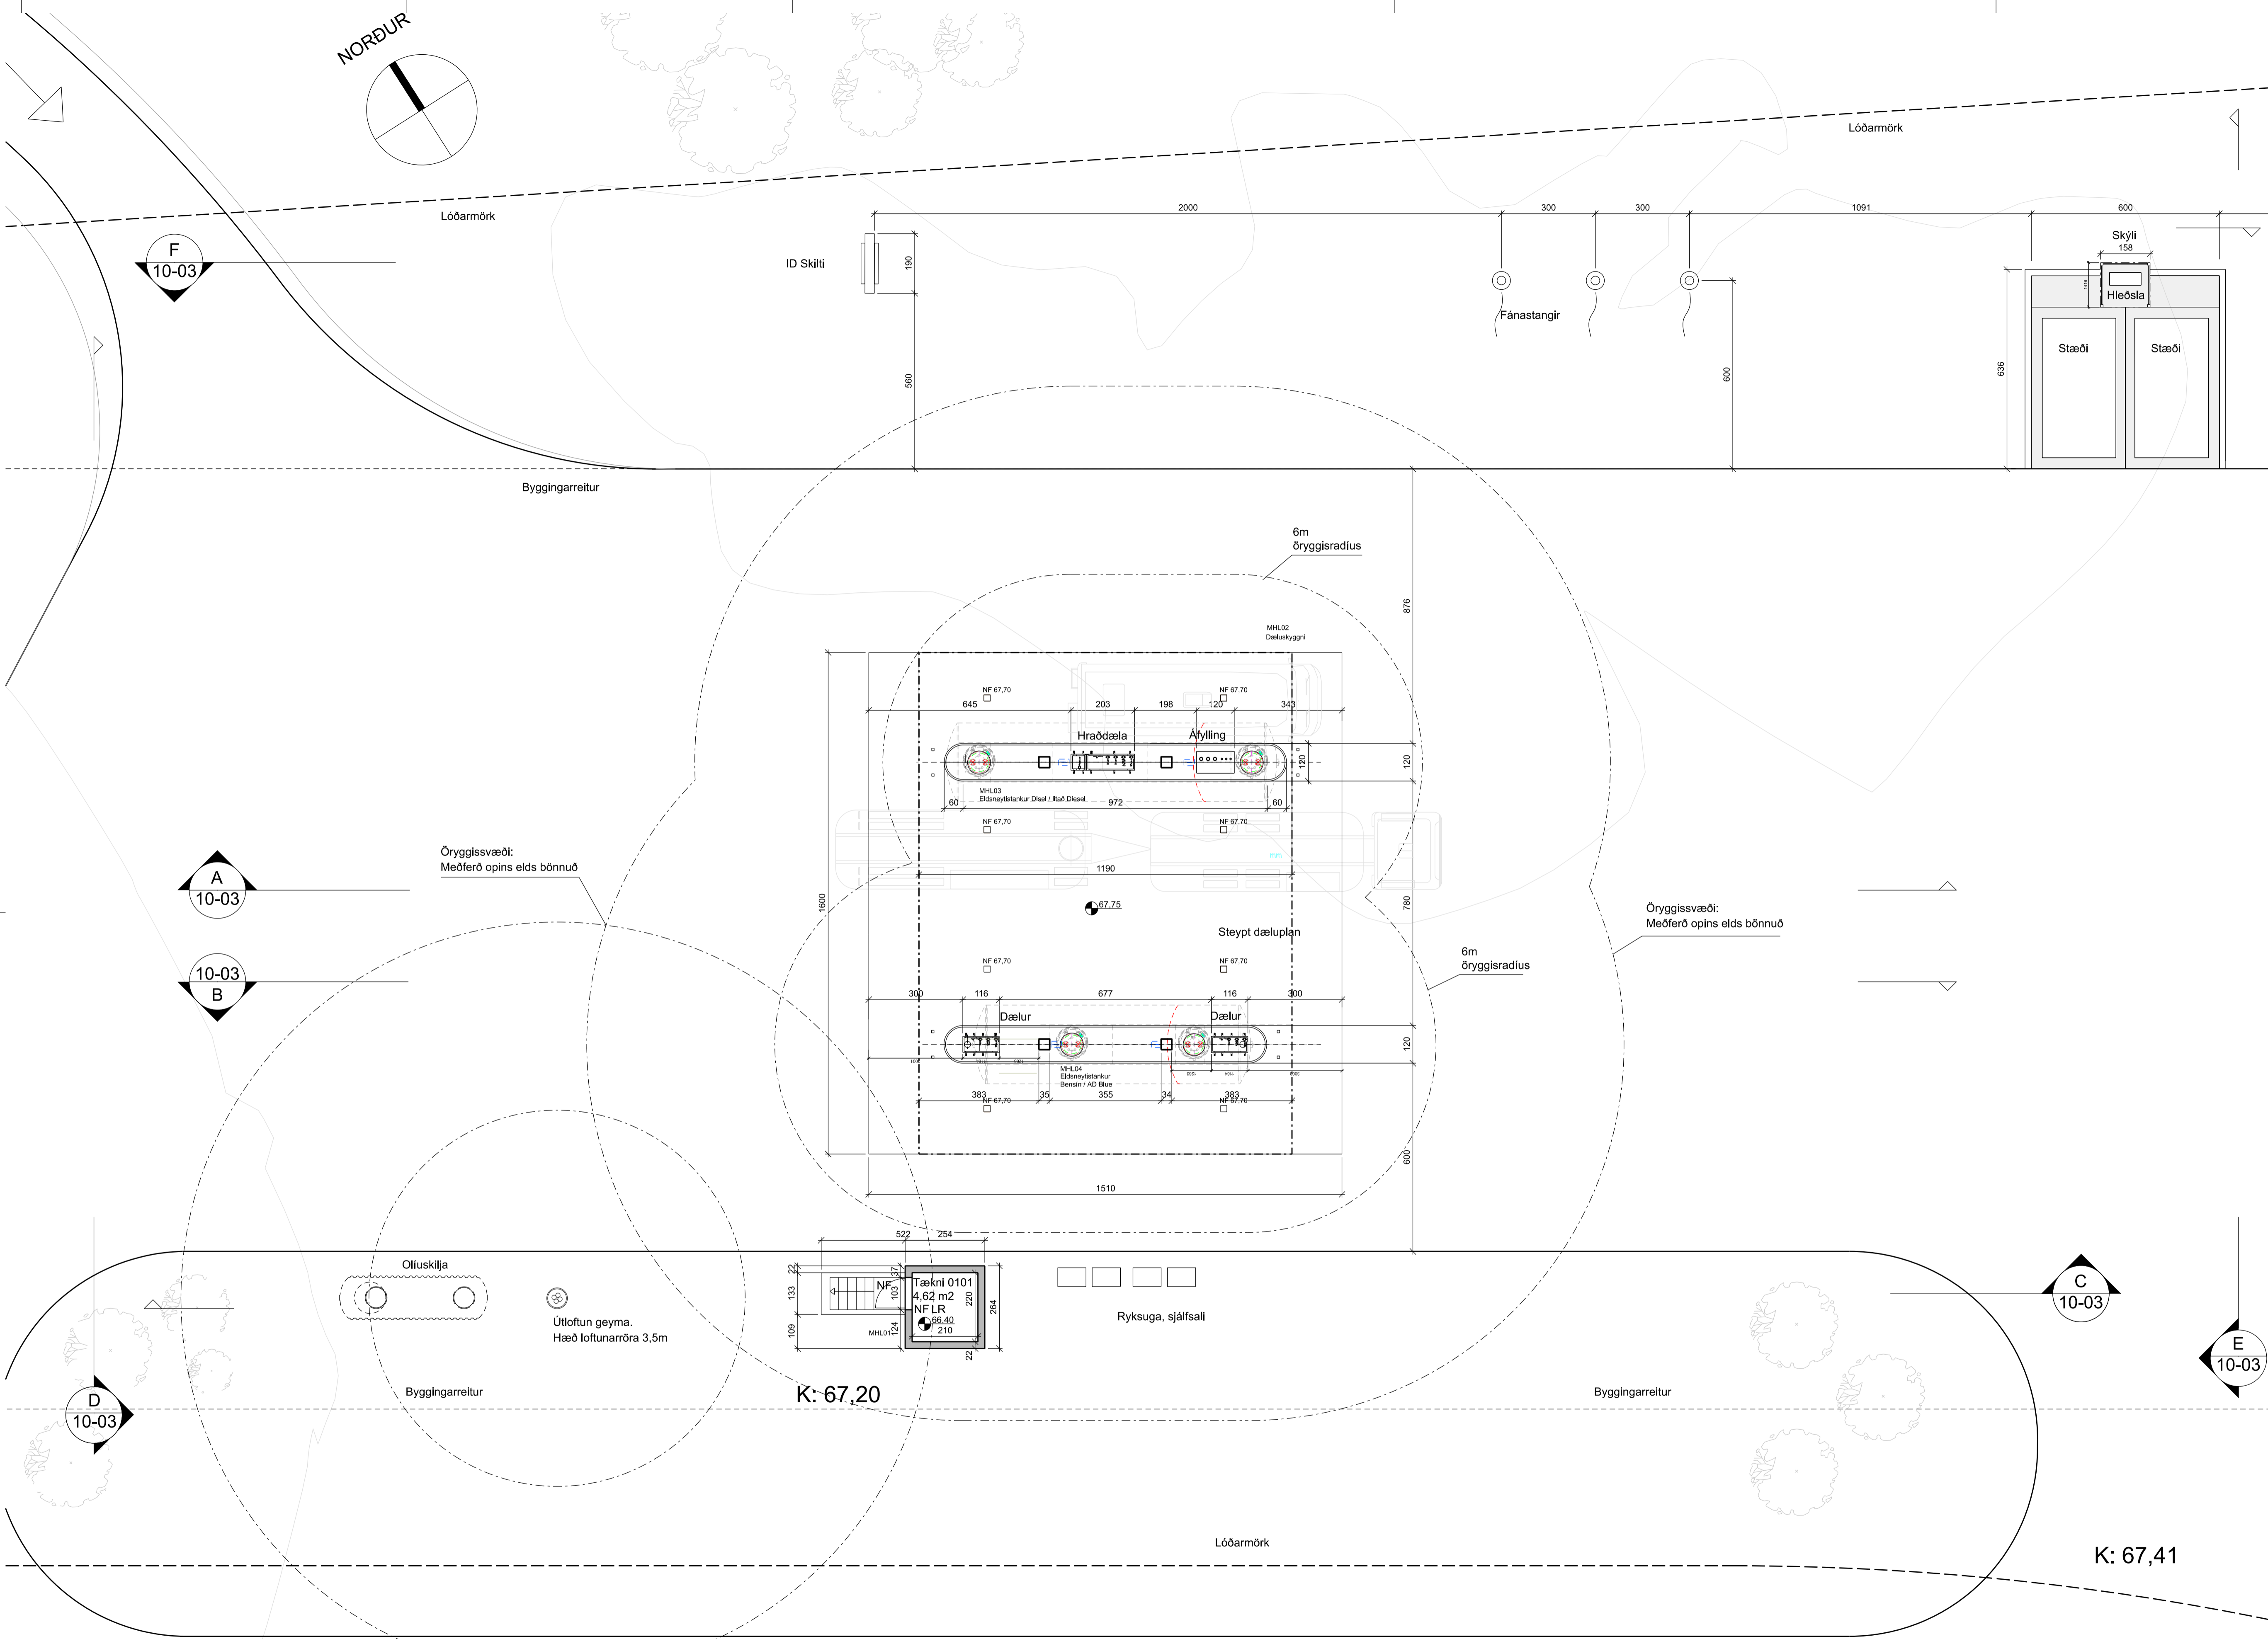 NORÐUR
Lóðarmörk
Lóðarmörk
F
10-03
ID Skilti
190
560
2000
300
300
1091
600
Skýli
158
Hleðsla
Fánastangir
600
636
Stæði
Stæði
Byggingarreitur
6m
öryggisradíus
876
MHL02
Dæluskyggni
NF 67,70
NF 67,70
645
203
198
120
343
Hraðdæla
Áfylling
120
120
MHL03
Eldsneytistankur Dísel / litað Diesel
60
972
60
NF 67,70
NF 67,70
1190
1600
67,75
780
Öryggissvæði:
Meðferð opins elds bönnuð
A
10-03
10-03
B
Öryggissvæði:
Meðferð opins elds bönnuð
Steypt dæluplan
6m
öryggisradíus
NF 67,70
NF 67,70
300
116
677
116
300
Dælur
Dælur
120
MHL04
Eldsneytistankur
Bensín / AD Blue
383
35
355
34
383
NF 67,70
NF 67,70
600
1510
522
254
Olíuskilja
22
133
109
37
103
124
NF
Tækni 0101
4,62 m2
NF LR
66,40
210
220
264
22
MHL01
Útloftun geyma.
Hæð loftunarröra 3,5m
Ryksuga, sjálfsali
C
10-03
E
10-03
D
10-03
Byggingarreitur
K: 67,20
Byggingarreitur
Lóðarmörk
K: 67,41